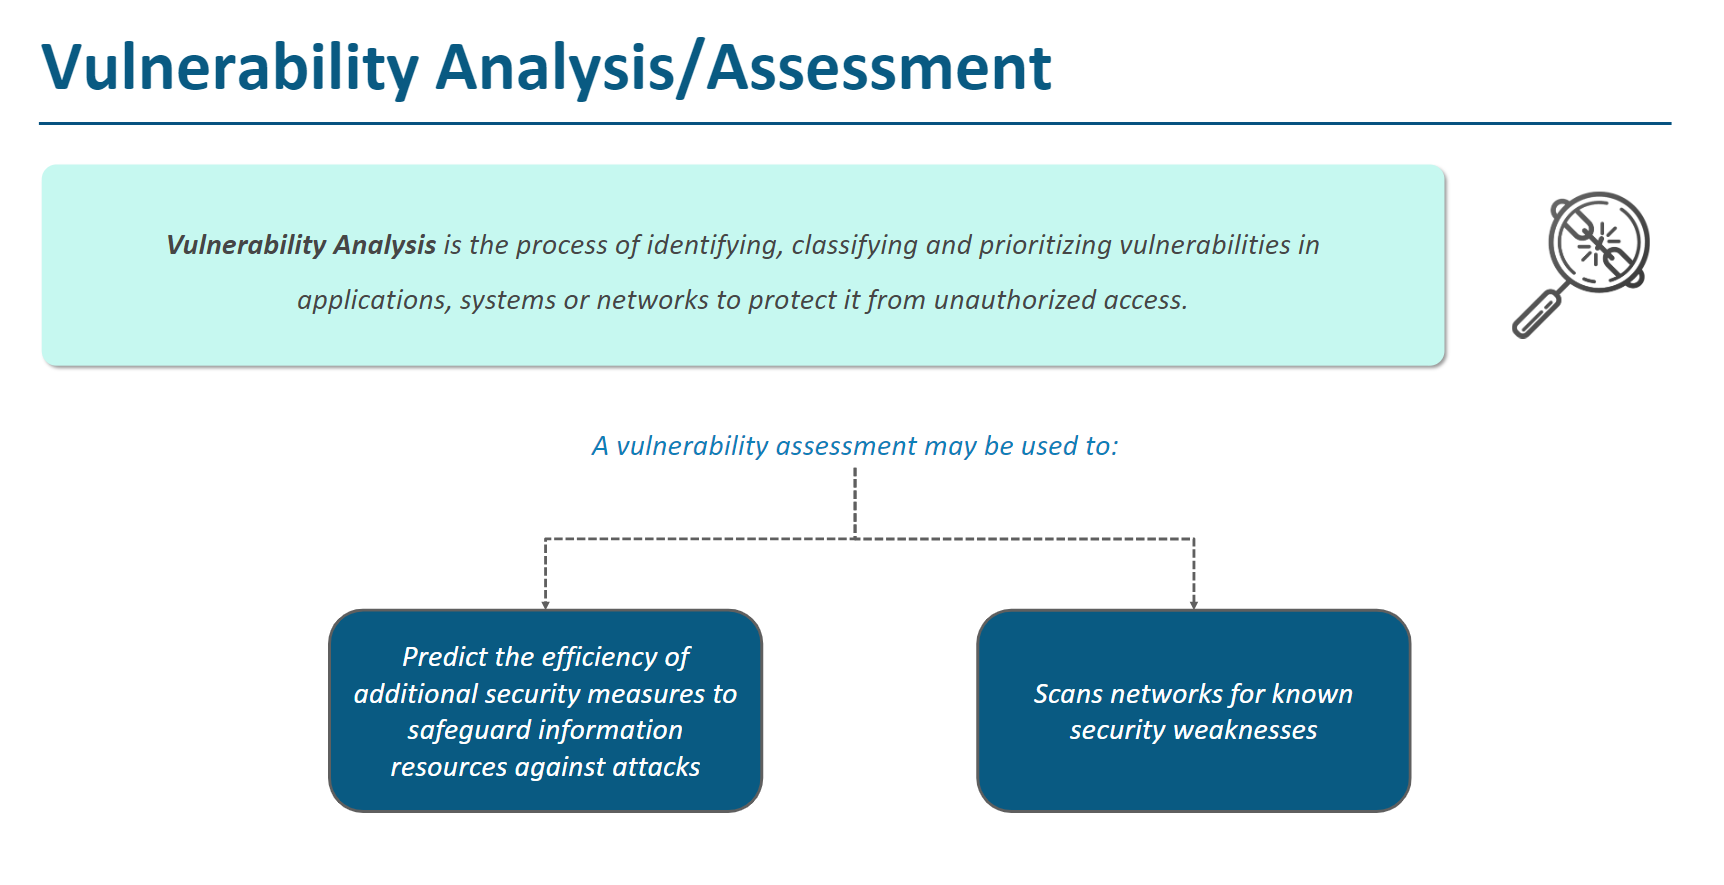 Vulnerability Analysis/Assessment
Vulnerability Analysis is the process of identifying, classifying and prioritizing vulnerabilities in
applications, systems or networks to protect it from unauthorized access.
A vulnerability assessment may be used to:
Predict the efficiency of
additional security measures to
safeguard information
resources against attacks
Scans networks for known
security weaknesses